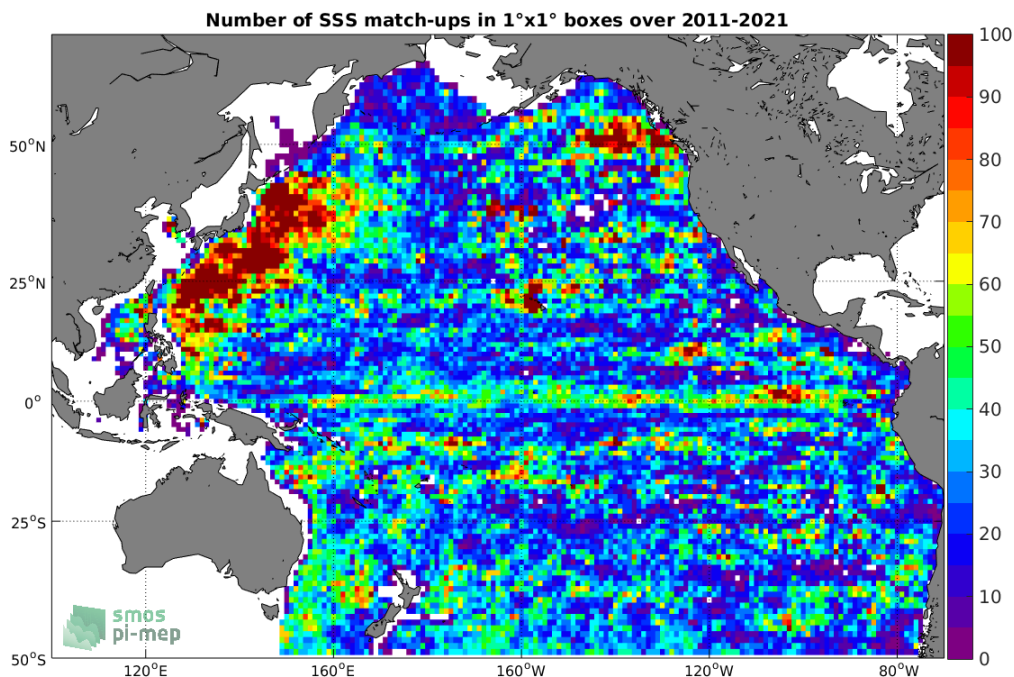 Number of SSS match-ups in 1°x1° boxes over 2011-2021
100
90
80
70
60
50
40
30
20
10
0
50°N
25°N
0°
25°S
50°S
120°E
160°E
160°W
120°W
80°W
smos
pi-mep